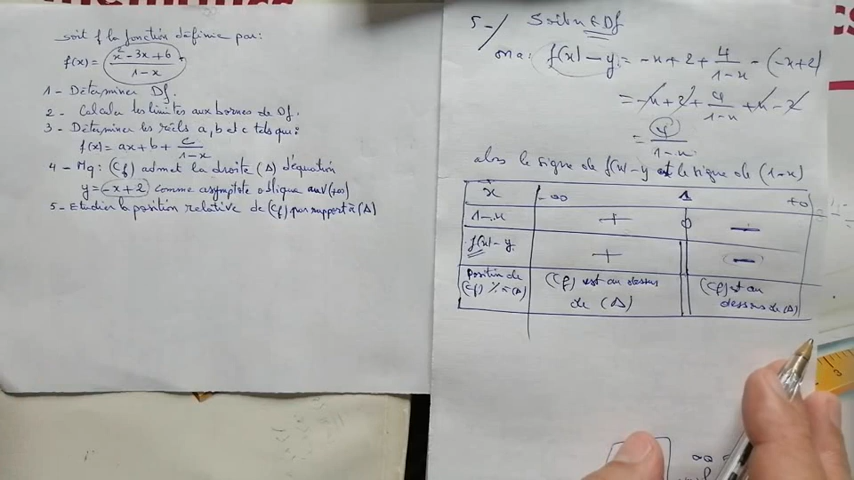 soit f la fonction définie par:
f(x) = x² - 3x + 6 / 1 - x
1 - Déterminer Df.
2 - Calculer les limites aux bornes de Df.
3 - Déterminer les réels a, b et c tels que:
f(x) = ax + b + c / 1 - x
4 - Mq: (Cf) admet la droite (Δ) d'équation
y = -x + 2 comme asymptote oblique au V(+∞)
5 - Etudier la position relative de (Cf) par rapport à (Δ)
5 -/ Soit x ∈ Df
on a: f(x) - y = -x + 2 + 4 / 1 - x - (-x + 2)
= -x + 2 + 4 / 1 - x + x - 2
= 4 / 1 - x
alors le signe de f(x) - y est le signe de (1 - x)
x -∞ 1 +∞
1 - x + 0 -
f(x) - y + -
Position de (Cf) % à (Δ)
(Cf) est au dessus de (Δ)
(Cf) est au dessous de (Δ)